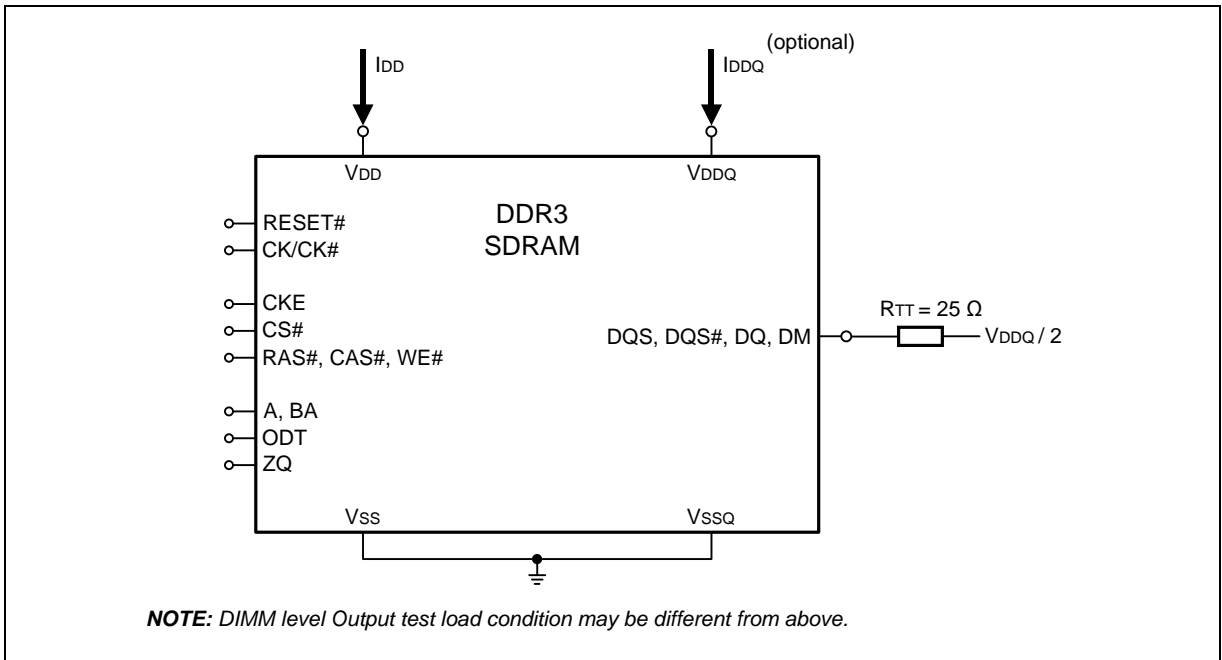 (optional)
IDD
IDDQ
VDD
VDDQ
DDR3
SDRAM
RESET#
CK/CK#
CKE
CS#
RAS#, CAS#, WE#
A, BA
ODT
ZQ
DQS, DQS#, DQ, DM
RTT = 25 Ω
VDDQ / 2
VSS
VSSQ
NOTE: DIMM level Output test load condition may be different from above.